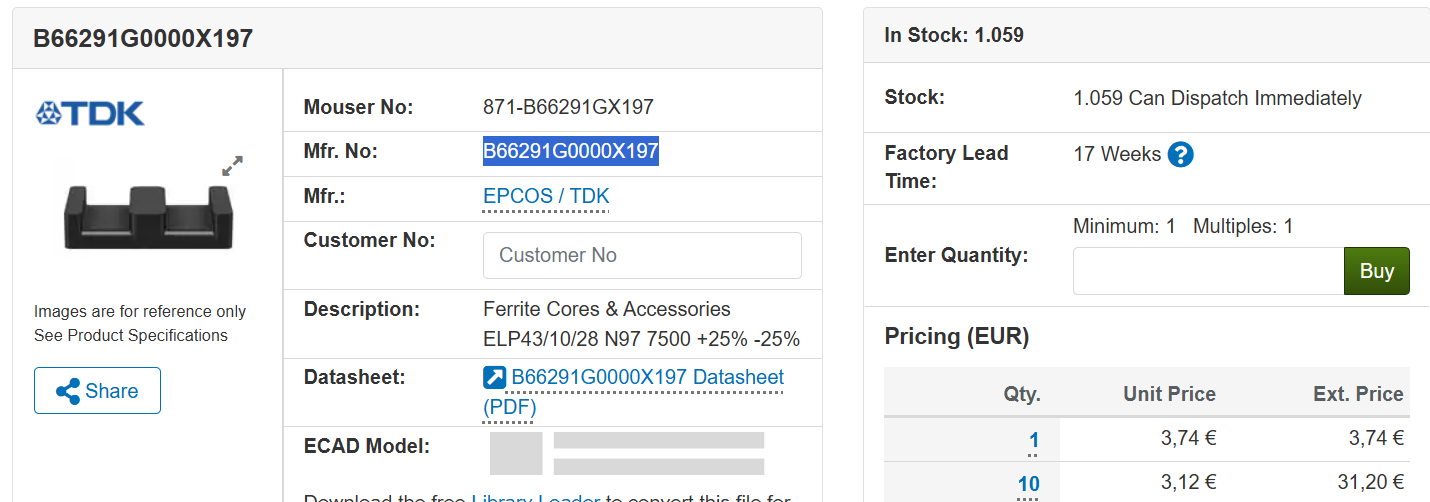 B66291G0000X197
TDK
Images are for reference only
See Product Specifications
Share
Mouser No: 871-B66291GX197
Mfr. No: B66291G0000X197
Mfr.: EPCOS / TDK
Customer No: Customer No
Description: Ferrite Cores & Accessories
ELP43/10/28 N97 7500 +25% -25%
Datasheet: B66291G0000X197 Datasheet
(PDF)
ECAD Model:
Download the free Library Loader to convert this file for
In Stock: 1.059
Stock: 1.059 Can Dispatch Immediately
Factory Lead
Time: 17 Weeks ?
Minimum: 1 Multiples: 1
Enter Quantity:
Buy
Pricing (EUR)
Qty. Unit Price Ext. Price
1 3,74 € 3,74 €
10 3,12 € 31,20 €